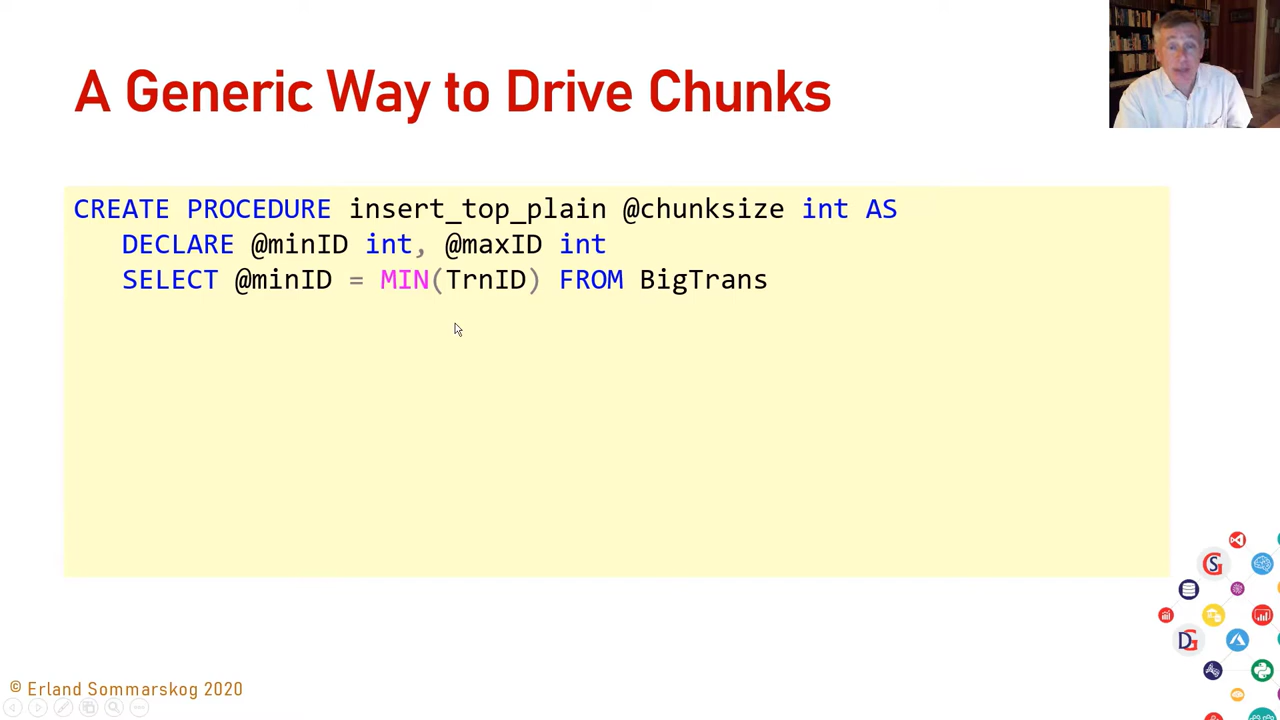 A Generic Way to Drive Chunks
CREATE PROCEDURE insert_top_plain @chunksize int AS
DECLARE @minID int, @maxID int
SELECT @minID = MIN(TrnID) FROM BigTrans
© Erland Sommarskog 2020
S
G
D
G